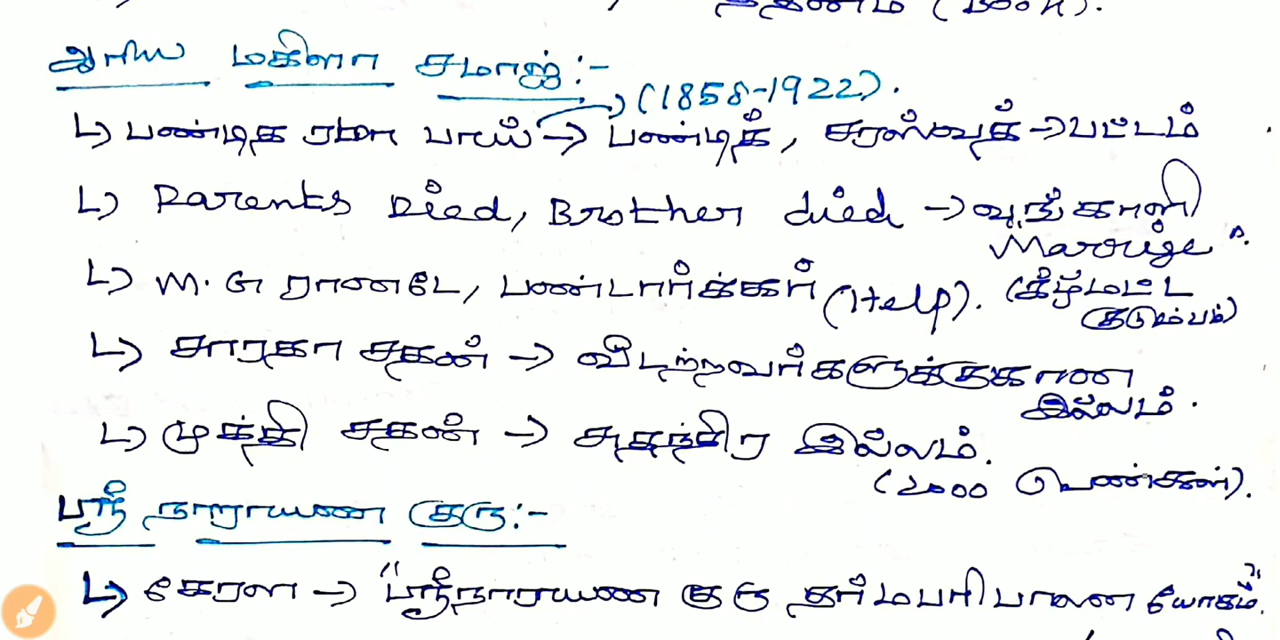 (Book).
ஆரிய மகிளா சமாஜ்:-
(1858-1922).
↳ பண்டித ரமா பாய் → பண்டித், சரஸ்வதி → பட்டம்
↳ Parents Died, Brother died → வங்காளி
Marrige
↳ M. G ரானடே, பண்டார்க்கர் (Help). (கீழ்மட்ட
குடும்பம்)
↳ சாரதா சதன் → வீடற்றவர்களுக்குகான
இல்லம்.
↳ முக்தி சதன் → சுதந்திர இல்லம்.
(2000 பெண்கள்).
ஸ்ரீ நாராயண குரு:-
↳ கேரளா → "ஸ்ரீநாராயண குரு தர்மபரிபாலன யோகம்"